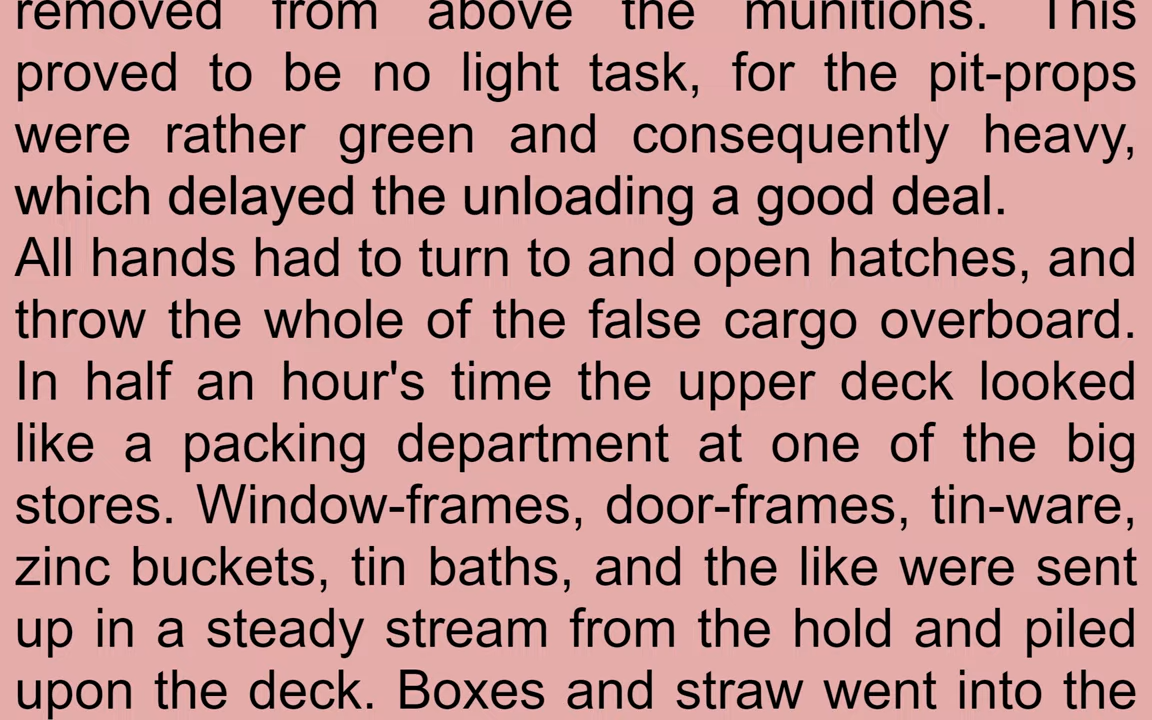 removed from above the munitions. This
proved to be no light task, for the pit-props
were rather green and consequently heavy,
which delayed the unloading a good deal.
All hands had to turn to and open hatches, and
throw the whole of the false cargo overboard.
In half an hour's time the upper deck looked
like a packing department at one of the big
stores. Window-frames, door-frames, tin-ware,
zinc buckets, tin baths, and the like were sent
up in a steady stream from the hold and piled
upon the deck. Boxes and straw went into the